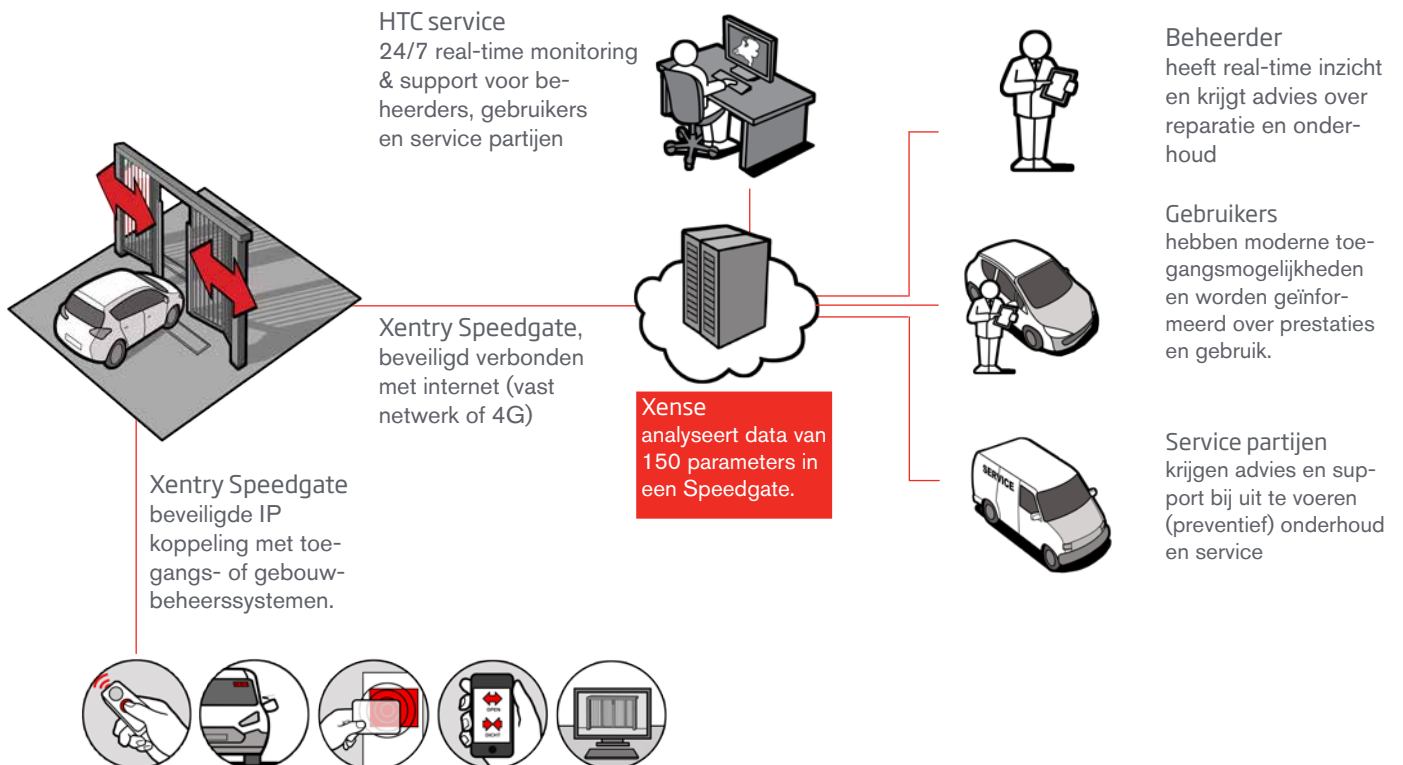 HTC service
24/7 real-time monitoring
& support voor be-
heerders, gebruikers
en service partijen
Beheerder
heeft real-time inzicht
en krijgt advies over
reparatie en onder-
houd
Gebruikers
hebben moderne toe-
gangsmogelijkheden
en worden geïnfor-
meerd over prestaties
en gebruik.
Xentry Speedgate,
beveiligd verbonden
met internet (vast
netwerk of 4G)
Xense
analyseert data van
150 parameters in
een Speedgate.
SERVICE
Service partijen
krijgen advies en sup-
port bij uit te voeren
(preventief) onderhoud
en service
Xentry Speedgate
beveiligde IP
koppeling met toe-
gangs- of gebouw-
beheerssystemen.
OPEN
DICHT